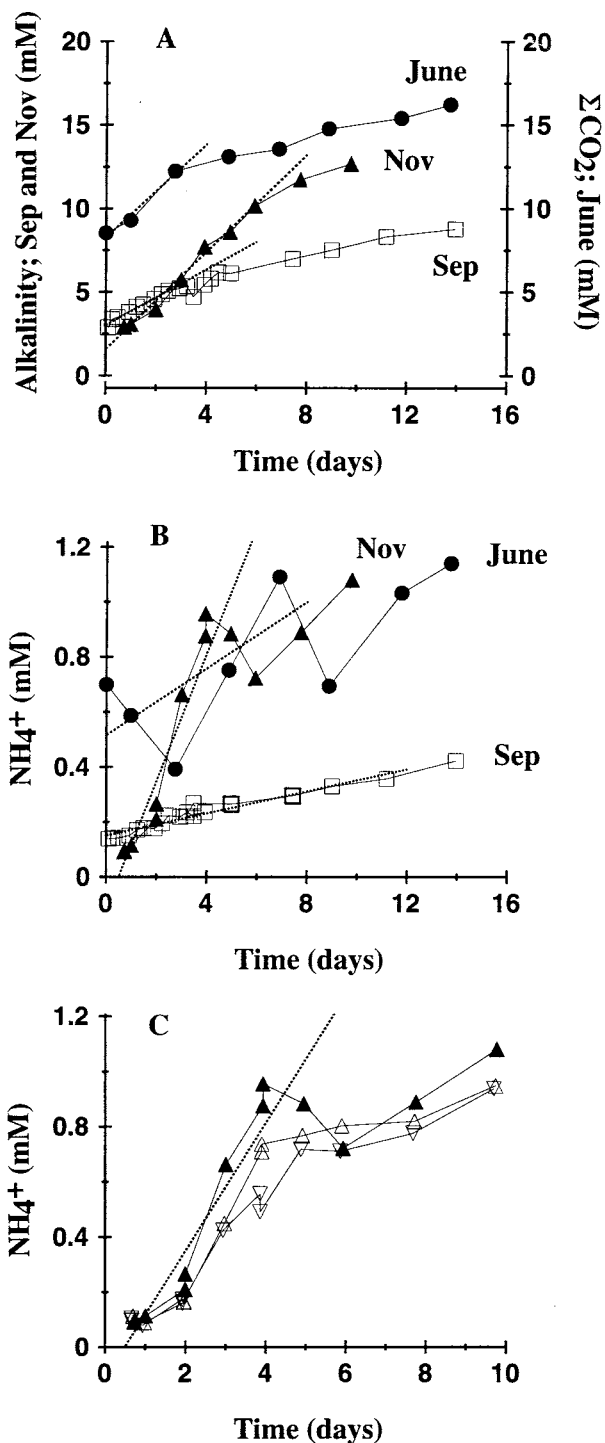 A
Alkalinity; Sep and Nov (mM)
20
15
10
5
0
20
15
10
5
0
ΣCO2; June (mM)
June
Nov
Sep
0 4 8 12 16
Time (days)
B
NH4+ (mM)
1.2
0.8
0.4
0
Nov
June
Sep
0 4 8 12 16
Time (days)
C
NH4+ (mM)
1.2
0.8
0.4
0
0 2 4 6 8 10
Time (days)